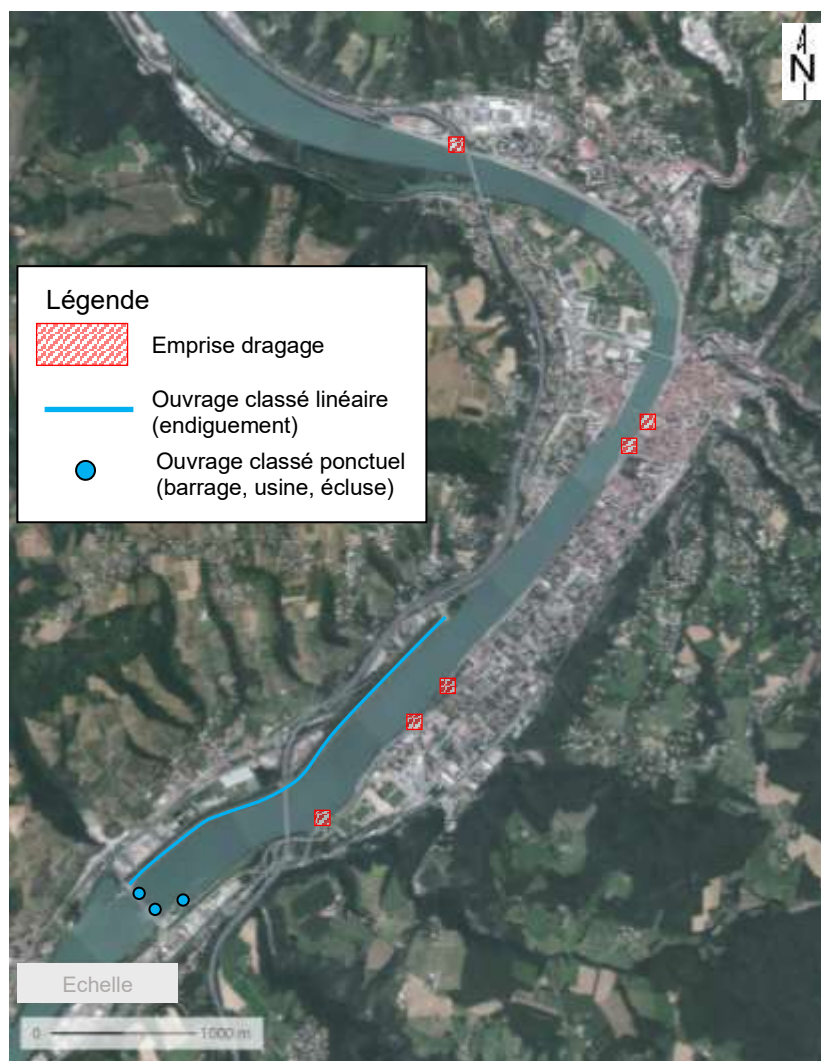 N
Légende
Emprise dragage
Ouvrage classé linéaire
(endiguement)
Ouvrage classé ponctuel
(barrage, usine, écluse)
Echelle
0 1000 m